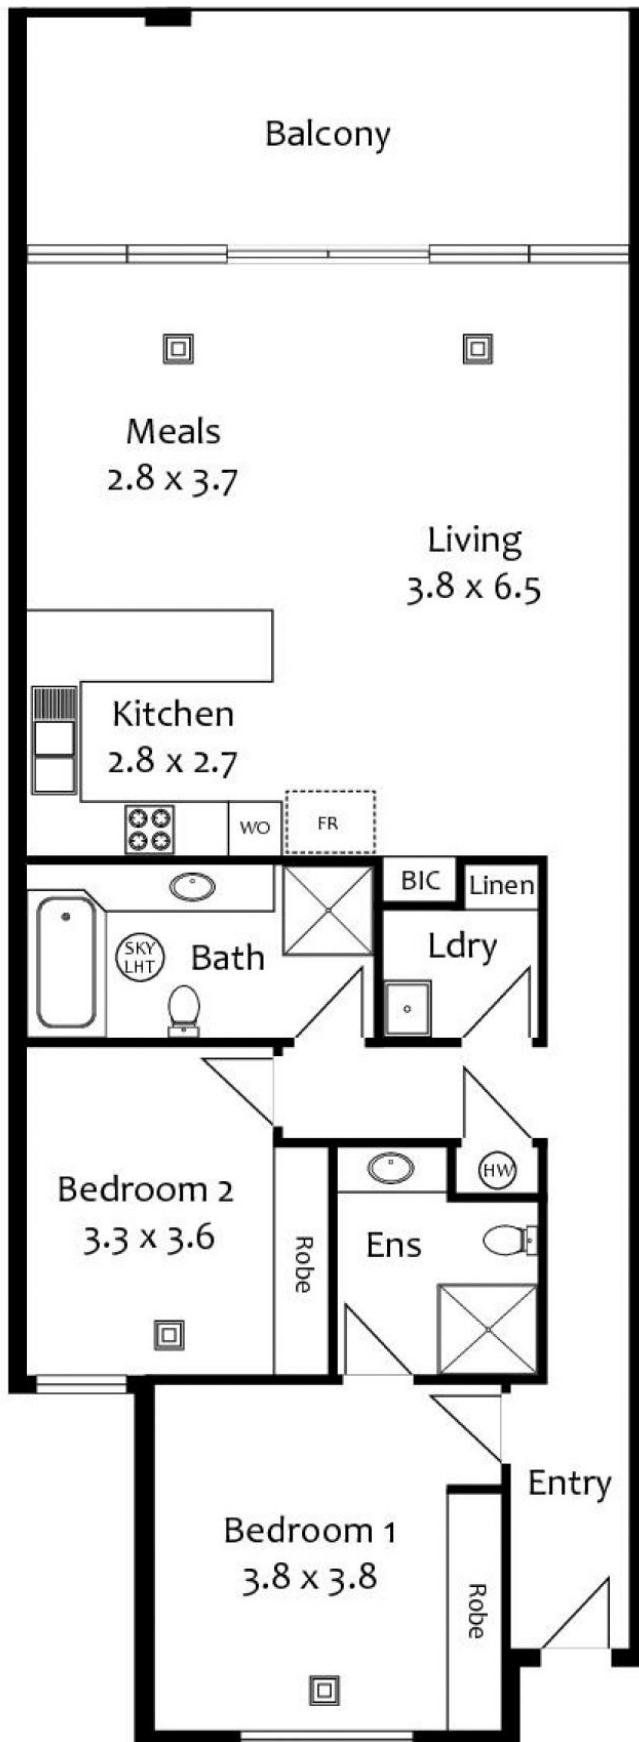 Balcony
Meals
2.8 x 3.7
Living
3.8 x 6.5
Kitchen
2.8 x 2.7
WO
FR
BIC
Linen
SKY
LHT
Bath
Ldry
Bedroom 2
3.3 x 3.6
Robe
HW
Ens
Entry
Bedroom 1
3.8 x 3.8
Robe